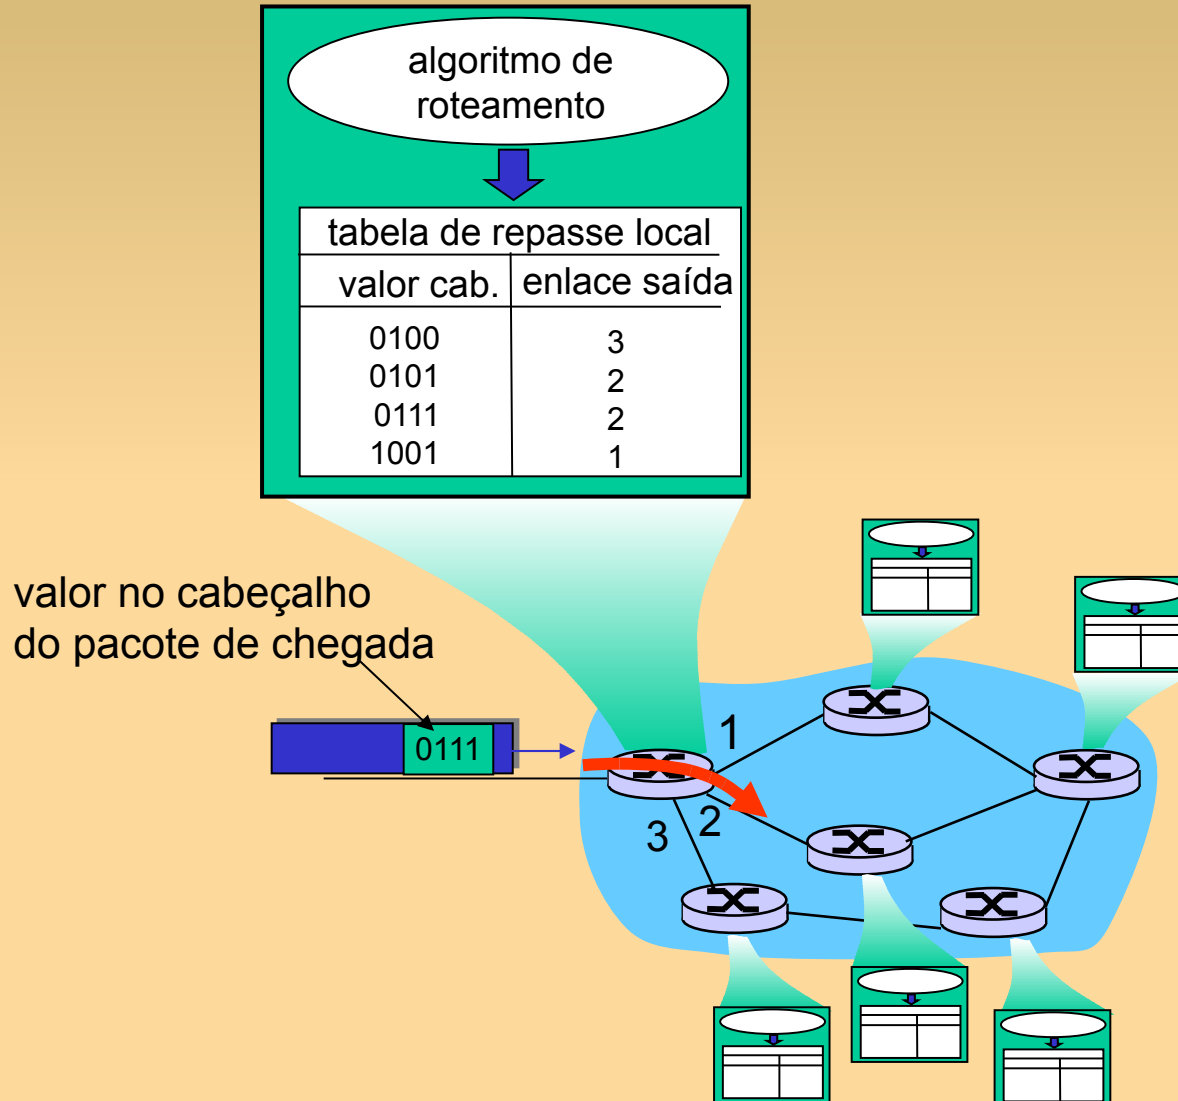 algoritmo de
roteamento
tabela de repasse local
valor cab. enlace saída
0100 3
0101 2
0111 2
1001 1
valor no cabeçalho
do pacote de chegada
0111
1
2
3